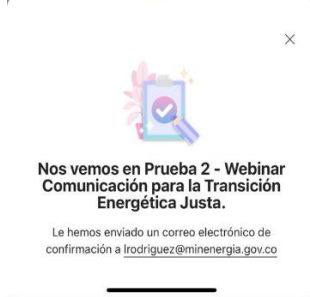 Nos vemos en Prueba 2 - Webinar
Comunicación para la Transición
Energética Justa.
Le hemos enviado un correo electrónico de
confirmación a lrodriguez@minenergia.gov.co